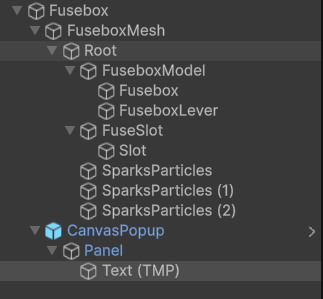 Fusebox
FuseboxMesh
Root
FuseboxModel
Fusebox
FuseboxLever
FuseSlot
Slot
SparksParticles
SparksParticles (1)
SparksParticles (2)
CanvasPopup
Panel
Text (TMP)